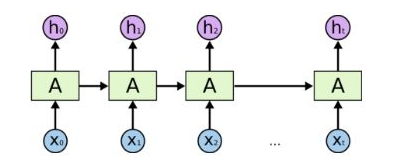 h₀ h₁ h₂ hₜ
A A A A
x₀ x₁ x₂ ... xₜ